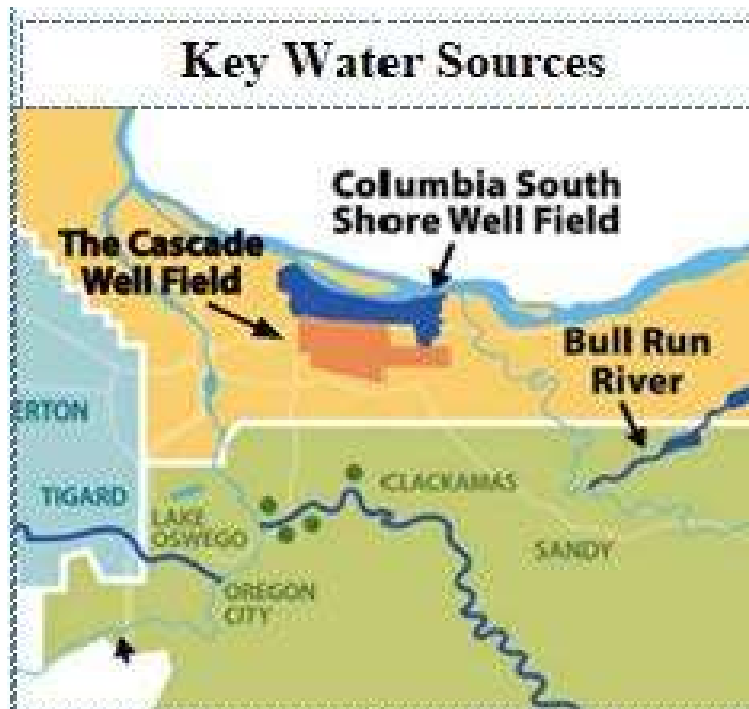 Key Water Sources
Columbia South
Shore Well Field
The Cascade
Well Field
Bull Run
River
ERTON
TIGARD
LAKE
OSWEGO
CLACKAMAS
SANDY
OREGON
CITY